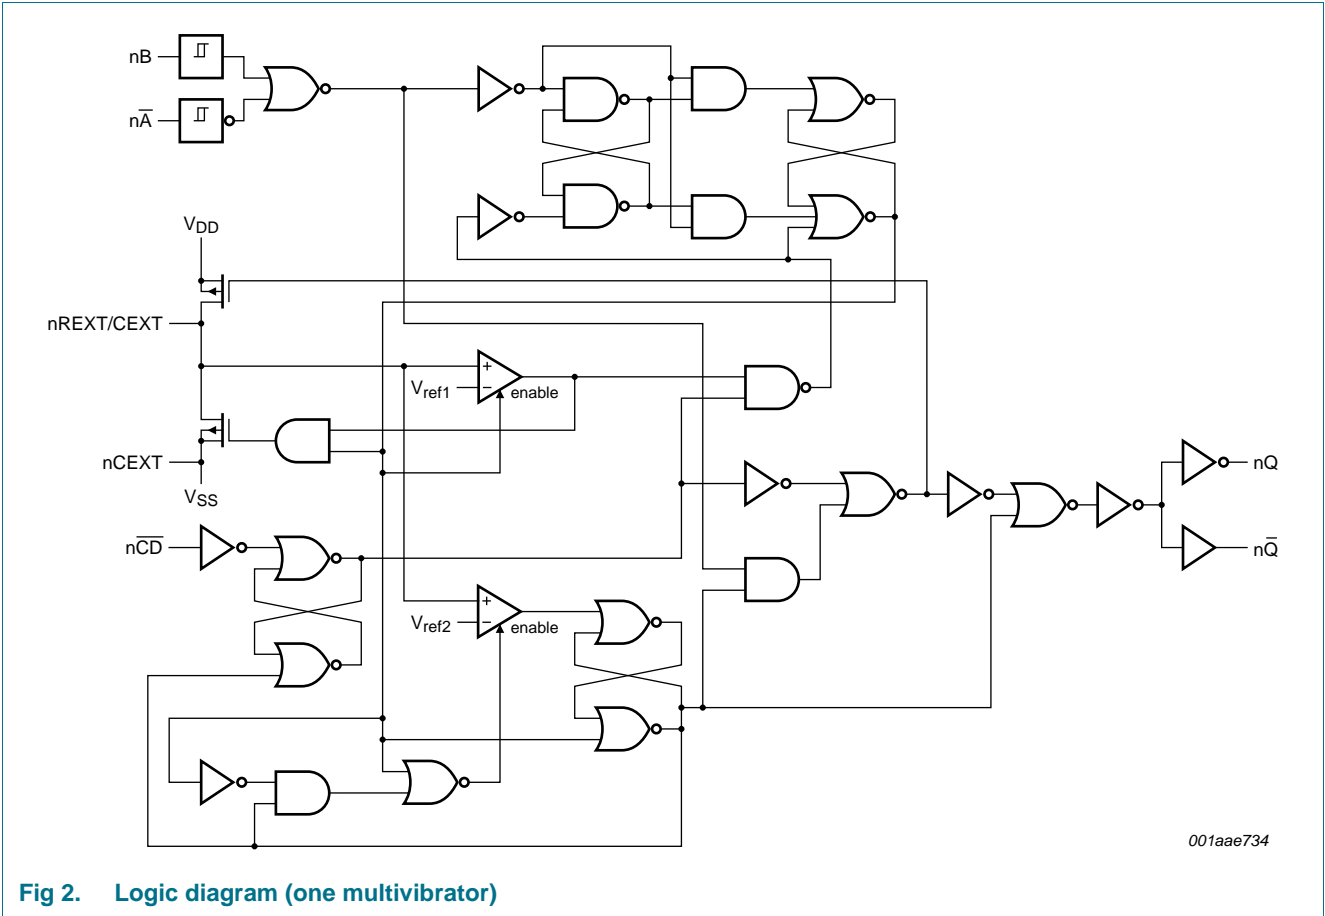 nB
nA̅
VDD
nREXT/CEXT
Vref1
+
−
enable
nCEXT
VSS
nQ
nC̅D̅
nQ̅
+
Vref2
−
enable
001aae734
Fig 2. Logic diagram (one multivibrator)